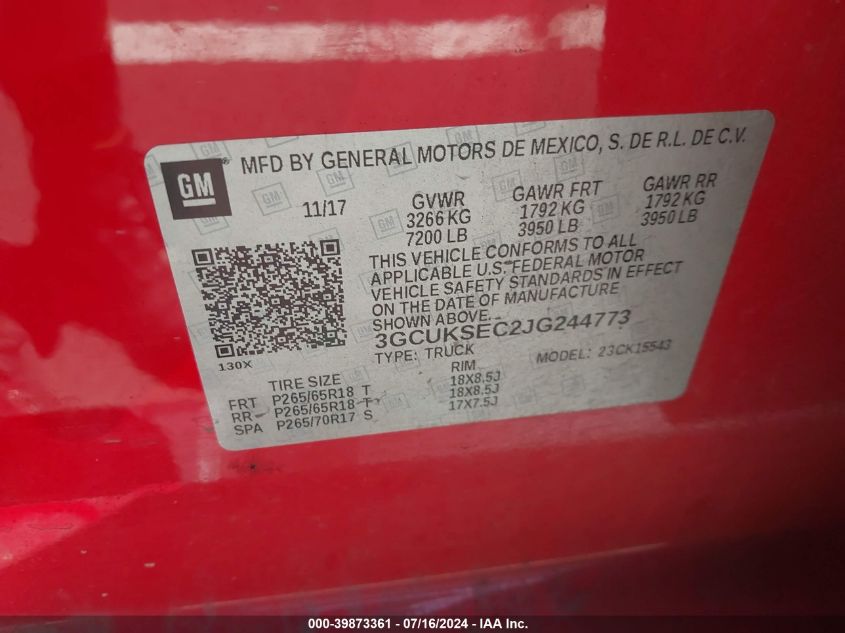 GM
MFD BY GENERAL MOTORS DE MEXICO, S. DE R.L. DE C.V.
11/17
GVWR GAWR FRT GAWR RR
3266 KG 1792 KG 1792 KG
7200 LB 3950 LB 3950 LB
THIS VEHICLE CONFORMS TO ALL
APPLICABLE U.S. FEDERAL MOTOR
VEHICLE SAFETY STANDARDS IN EFFECT
ON THE DATE OF MANUFACTURE
SHOWN ABOVE.
3GCUKSEC2JG244773
130X
TYPE: TRUCK MODEL: 23CK15543
TIRE SIZE RIM
FRT P265/65R18 T 18X8.5J
RR P265/65R18 T 18X8.5J
SPA P265/70R17 S 17X7.5J
000-39873361 - 07/16/2024 - IAA Inc.